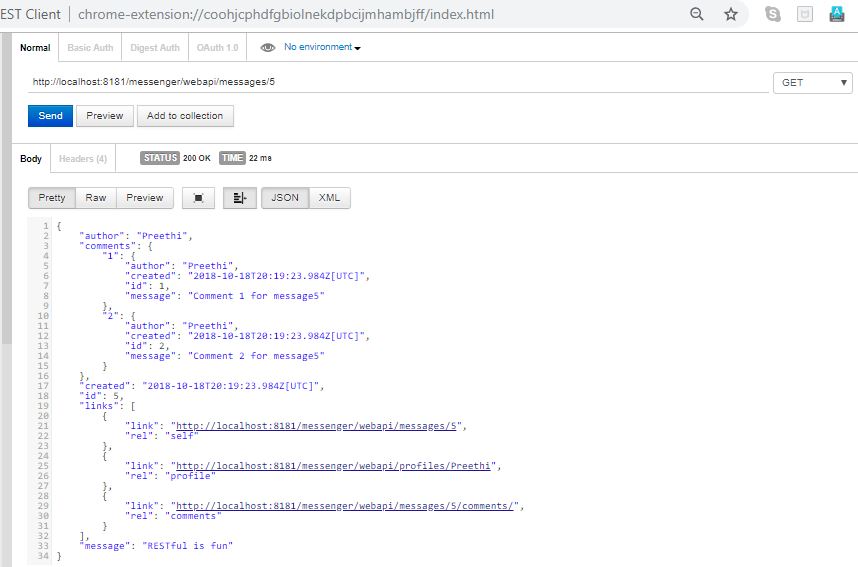 EST Client chrome-extension://coohjcphdfgbiolnekdpbcijmhambjff/index.html
Normal Basic Auth Digest Auth OAuth 1.0 No environment
http://localhost:8181/messenger/webapi/messages/5 GET
Send Preview Add to collection
Body Headers (4) STATUS 200 OK TIME 22 ms
Pretty Raw Preview JSON XML
1 {
2 "author": "Preethi",
3 "comments": {
4 "1": {
5 "author": "Preethi",
6 "created": "2018-10-18T20:19:23.984Z[UTC]",
7 "id": 1,
8 "message": "Comment 1 for message5"
9 },
10 "2": {
11 "author": "Preethi",
12 "created": "2018-10-18T20:19:23.984Z[UTC]",
13 "id": 2,
14 "message": "Comment 2 for message5"
15 }
16 },
17 "created": "2018-10-18T20:19:23.984Z[UTC]",
18 "id": 5,
19 "links": [
20 {
21 "link": "http://localhost:8181/messenger/webapi/messages/5",
22 "rel": "self"
23 },
24 {
25 "link": "http://localhost:8181/messenger/webapi/profiles/Preethi",
26 "rel": "profile"
27 },
28 {
29 "link": "http://localhost:8181/messenger/webapi/messages/5/comments/",
30 "rel": "comments"
31 }
32 ],
33 "message": "RESTful is fun"
34 }